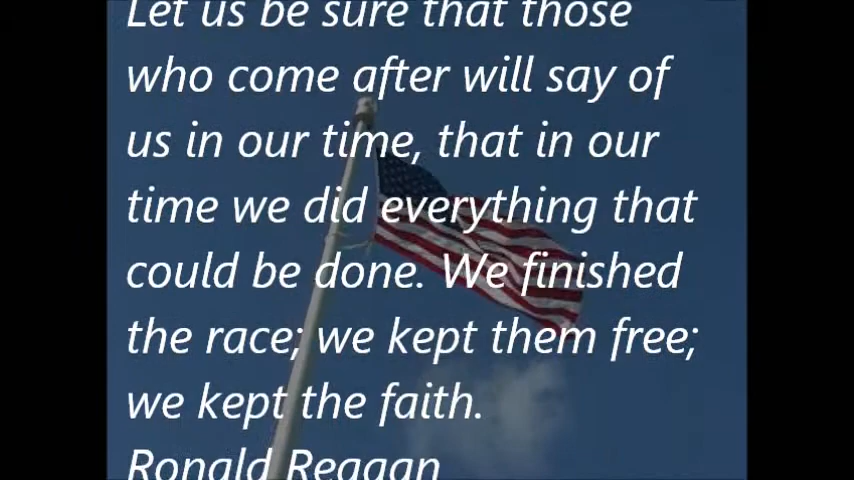 Let us be sure that those
who come after will say of
us in our time, that in our
time we did everything that
could be done. We finished
the race; we kept them free;
we kept the faith.
Ronald Reagan